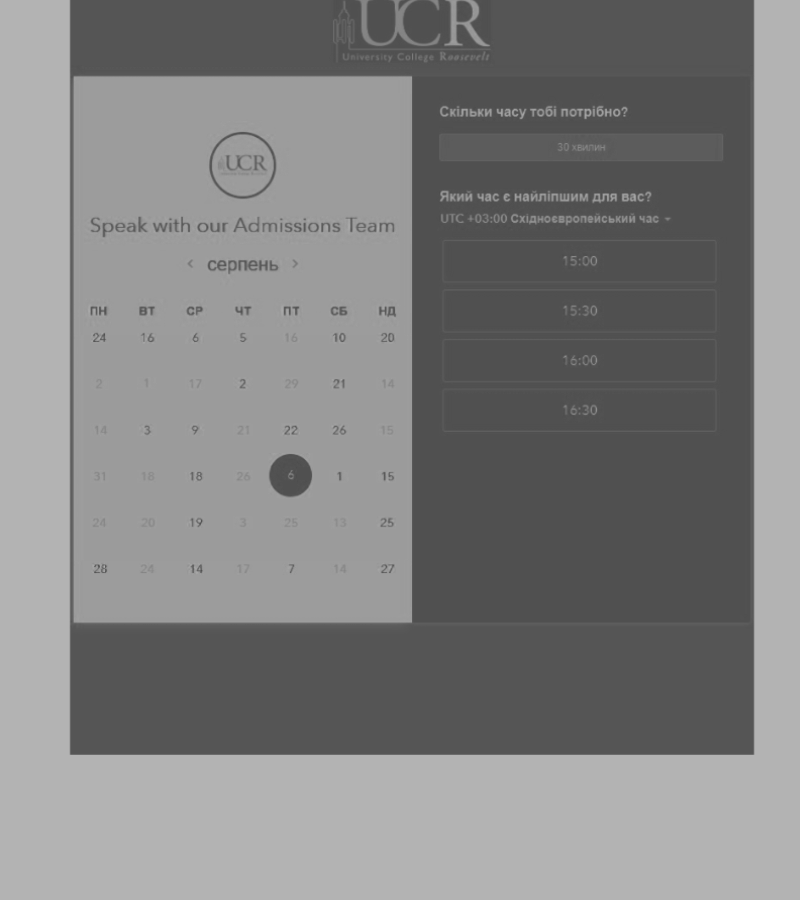 UCR
University College Roosevelt
UCR
Speak with our Admissions Team
< серпень >
ПН ВТ СР ЧТ ПТ СБ НД
24 16 6 5 16 10 20
2 1 17 2 29 21 14
14 3 9 21 22 26 15
31 18 18 26 6 1 15
24 20 19 3 25 13 25
28 24 14 17 7 14 27
Скільки часу тобі потрібно?
30 хвилин
Який час є найліпшим для вас?
UTC +03:00 Східноєвропейський час
15:00
15:30
16:00
16:30